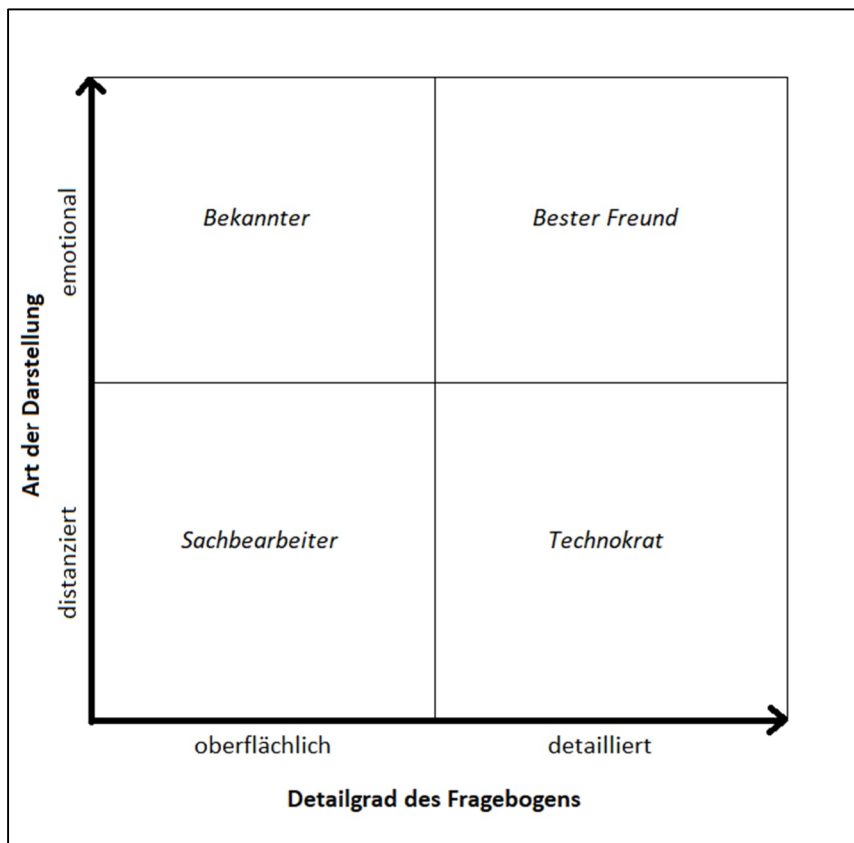 Art der Darstellung
emotional
distanziert
Bekannter
Bester Freund
Sachbearbeiter
Technokrat
oberflächlich
detailliert
Detailgrad des Fragebogens